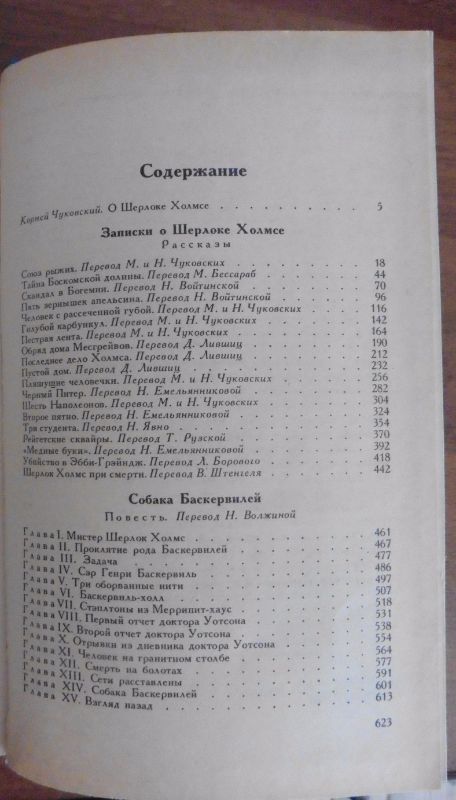 Содержание
Корней Чуковский. О Шерлоке Холмсе . . . . . . . . . . 5
Записки о Шерлоке Холмсе
Рассказы
Союз рыжих. Перевод М. и Н. Чуковских . . . . . . . 18
Тайна Боскомской долины. Перевод М. Бессараб . . . . . 44
Скандал в Богемии. Перевод Н. Войтинской . . . . . . 70
Пять зернышек апельсина. Перевод Н. Войтинской . . . . 96
Человек с рассеченной губой. Перевод М. и Н. Чуковских . . . 116
Голубой карбункул. Перевод М. и Н. Чуковских . . . . . 142
Пестрая лента. Перевод М. и Н. Чуковских . . . . . . 164
Обряд дома Месгрейвов. Перевод Д. Лившиц . . . . . . 190
Последнее дело Холмса. Перевод Д. Лившиц . . . . . . 212
Пустой дом. Перевод Д. Лившиц . . . . . . . . 232
Пляшущие человечки. Перевод М. и Н. Чуковских . . . . . 256
Черный Питер. Перевод Н. Емельянниковой . . . . . . 282
Шесть Наполеонов. Перевод М. и Н. Чуковских . . . . . 304
Второе пятно. Перевод Н. Емельянниковой . . . . . . 324
Три студента. Перевод Н. Явно . . . . . . . . 354
Рейгетские сквайры. Перевод Т. Рузской . . . . . . . 370
«Медные буки». Перевод Н. Емельянниковой . . . . . . 392
Убийство в Эбби-Грэйндж. Перевод Л. Борового . . . . . 418
Шерлок Холмс при смерти. Перевод В. Штенгеля . . . . . 442
Собака Баскервилей
Повесть. Перевод Н. Волжиной
Глава I. Мистер Шерлок Холмс . . . . . . . . 461
Глава II. Проклятие рода Баскервилей . . . . . . . 467
Глава III. Задача . . . . . . . . . . . 477
Глава IV. Сэр Генри Баскервиль . . . . . . . . 486
Глава V. Три оборванные нити . . . . . . . . 497
Глава VI. Баскервиль-холл . . . . . . . . . 507
Глава VII. Стэплтоны из Меррипит-хаус . . . . . . 518
Глава VIII. Первый отчет доктора Уотсона . . . . . . 531
Глава IX. Второй отчет доктора Уотсона . . . . . . 538
Глава X. Отрывки из дневника доктора Уотсона . . . . . 554
Глава XI. Человек на гранитном столбе . . . . . . 564
Глава XII. Смерть на болотах . . . . . . . . 577
Глава XIII. Сети расставлены . . . . . . . . 591
Глава XIV. Собака Баскервилей . . . . . . . . 601
Глава XV. Взгляд назад . . . . . . . . . 613
623